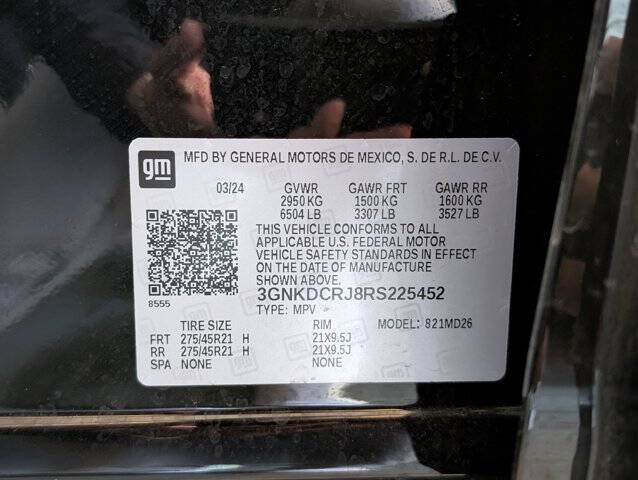 gm MFD BY GENERAL MOTORS DE MEXICO, S. DE R.L. DE C.V.
03/24 GVWR GAWR FRT GAWR RR
2950 KG 1500 KG 1600 KG
6504 LB 3307 LB 3527 LB
THIS VEHICLE CONFORMS TO ALL
APPLICABLE U.S. FEDERAL MOTOR
VEHICLE SAFETY STANDARDS IN EFFECT
ON THE DATE OF MANUFACTURE
SHOWN ABOVE.
8555
3GNKDCRJ8RS225452
TYPE: MPV
TIRE SIZE RIM MODEL: 821MD26
FRT 275/45R21 H 21X9.5J
RR 275/45R21 H 21X9.5J
SPA NONE NONE